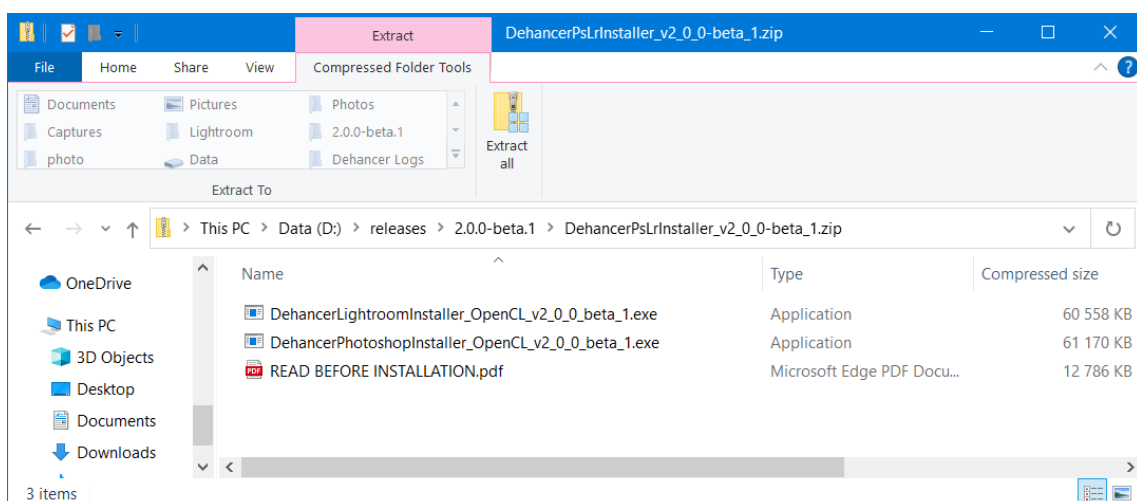 Extract
DehancerPsLrInstaller_v2_0_0-beta_1.zip
File Home Share View Compressed Folder Tools
Documents Pictures Photos
Captures Lightroom 2.0.0-beta.1
photo Data Dehancer Logs
Extract all
Extract To
This PC > Data (D:) > releases > 2.0.0-beta.1 > DehancerPsLrInstaller_v2_0_0-beta_1.zip
Name Type Compressed size
OneDrive
This PC
3D Objects
Desktop
Documents
Downloads
DehancerLightroomInstaller_OpenCL_v2_0_0_beta_1.exe Application 60 558 KB
DehancerPhotoshopInstaller_OpenCL_v2_0_0_beta_1.exe Application 61 170 KB
PDF READ BEFORE INSTALLATION.pdf Microsoft Edge PDF Docu... 12 786 KB
3 items